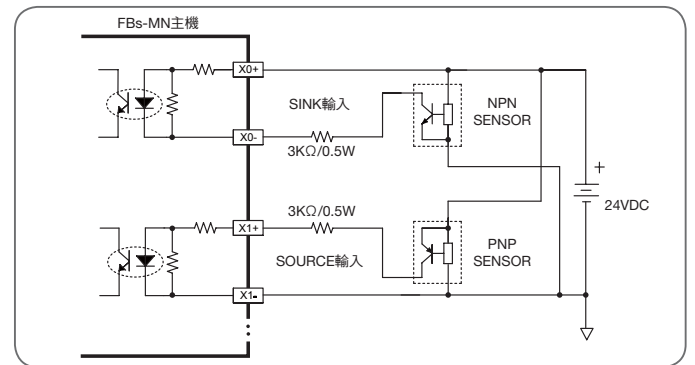 FBs-MN主機
X0+
SINK輸入
NPN
SENSOR
X0-
3KΩ/0.5W
+
24VDC
3KΩ/0.5W
X1+
SOURCE輸入
PNP
SENSOR
X1-